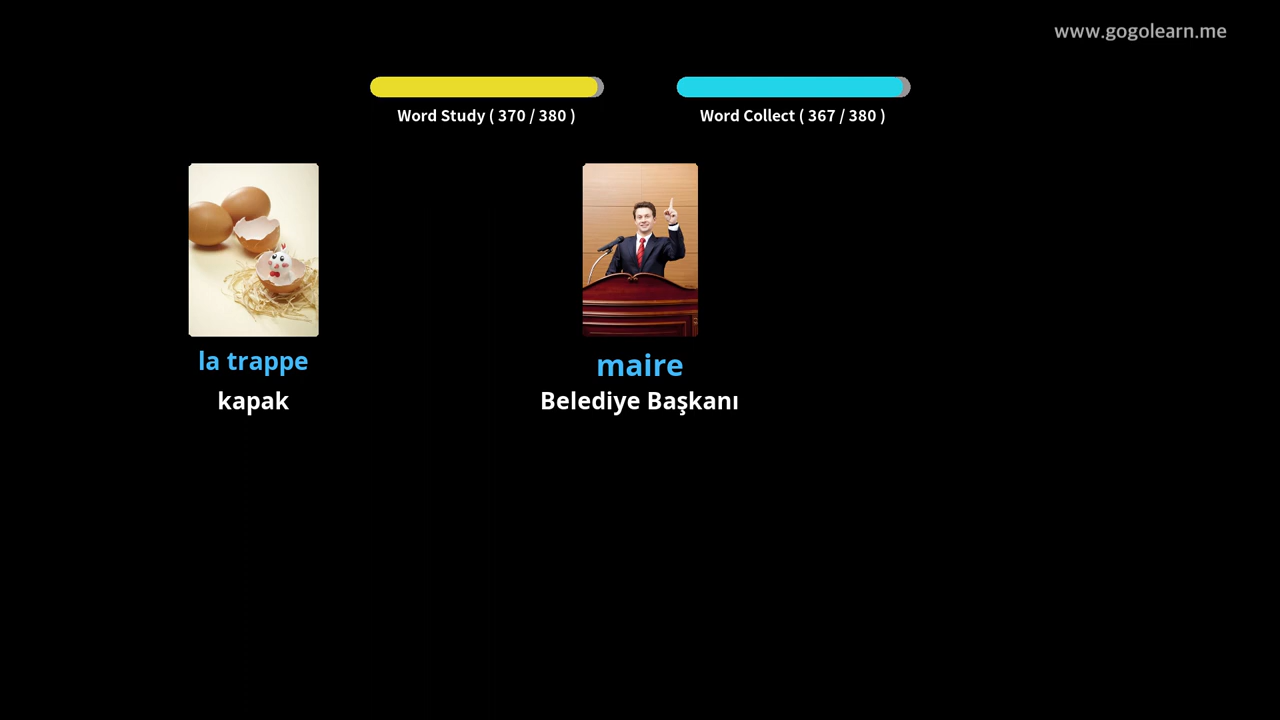 www.gogolearn.me
Word Study ( 370 / 380 )
Word Collect ( 367 / 380 )
la trappe
kapak
maire
Belediye Başkanı